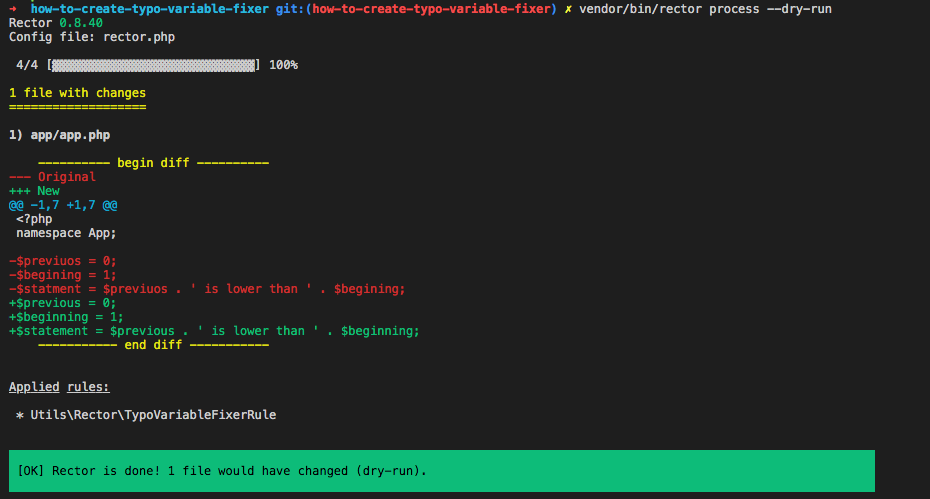 ➜  how-to-create-typo-variable-fixer git:(how-to-create-typo-variable-fixer) ✗ vendor/bin/rector process --dry-run
Rector 0.8.40
Config file: rector.php
4/4 [▓▓▓▓▓▓▓▓▓▓▓▓▓▓▓▓▓▓▓▓▓▓▓▓▓▓▓▓] 100%
1 file with changes
===================
1) app/app.php
---------- begin diff ----------
--- Original
+++ New
@@ -1,7 +1,7 @@
<?php
namespace App;
-$previuos = 0;
-$begining = 1;
-$statment = $previuos . ' is lower than ' . $begining;
+$previous = 0;
+$beginning = 1;
+$statement = $previous . ' is lower than ' . $beginning;
----------- end diff -----------
Applied rules:
* Utils\Rector\TypoVariableFixerRule
[OK] Rector is done! 1 file would have changed (dry-run).